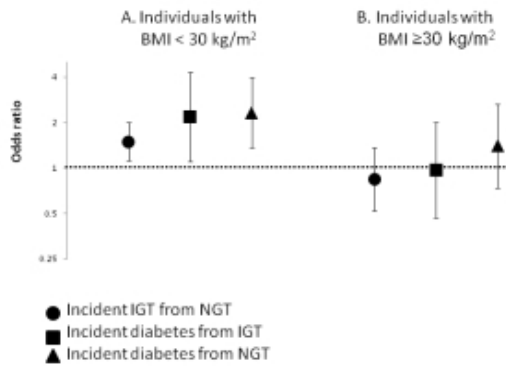 A. Individuals with
BMI < 30 kg/m²
B. Individuals with
BMI ≥30 kg/m²
Odds ratio
4
2
1
0.5
0.25
Incident IGT from NGT
Incident diabetes from IGT
Incident diabetes from NGT